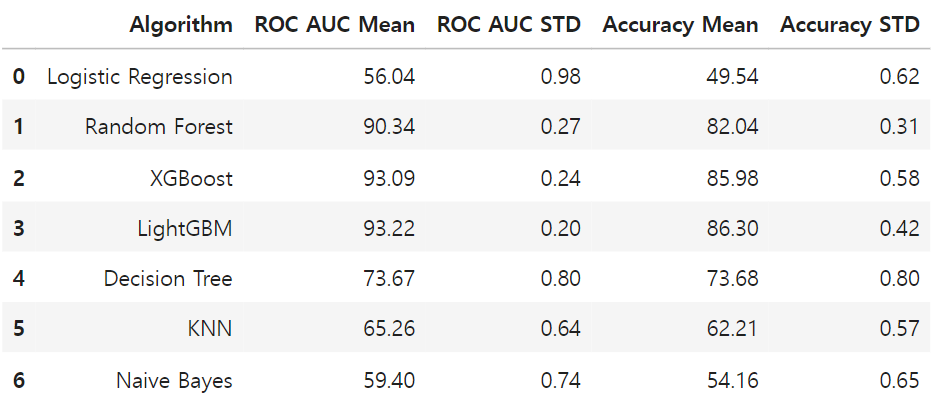 Algorithm ROC AUC Mean ROC AUC STD Accuracy Mean Accuracy STD
0 Logistic Regression 56.04 0.98 49.54 0.62
1 Random Forest 90.34 0.27 82.04 0.31
2 XGBoost 93.09 0.24 85.98 0.58
3 LightGBM 93.22 0.20 86.30 0.42
4 Decision Tree 73.67 0.80 73.68 0.80
5 KNN 65.26 0.64 62.21 0.57
6 Naive Bayes 59.40 0.74 54.16 0.65